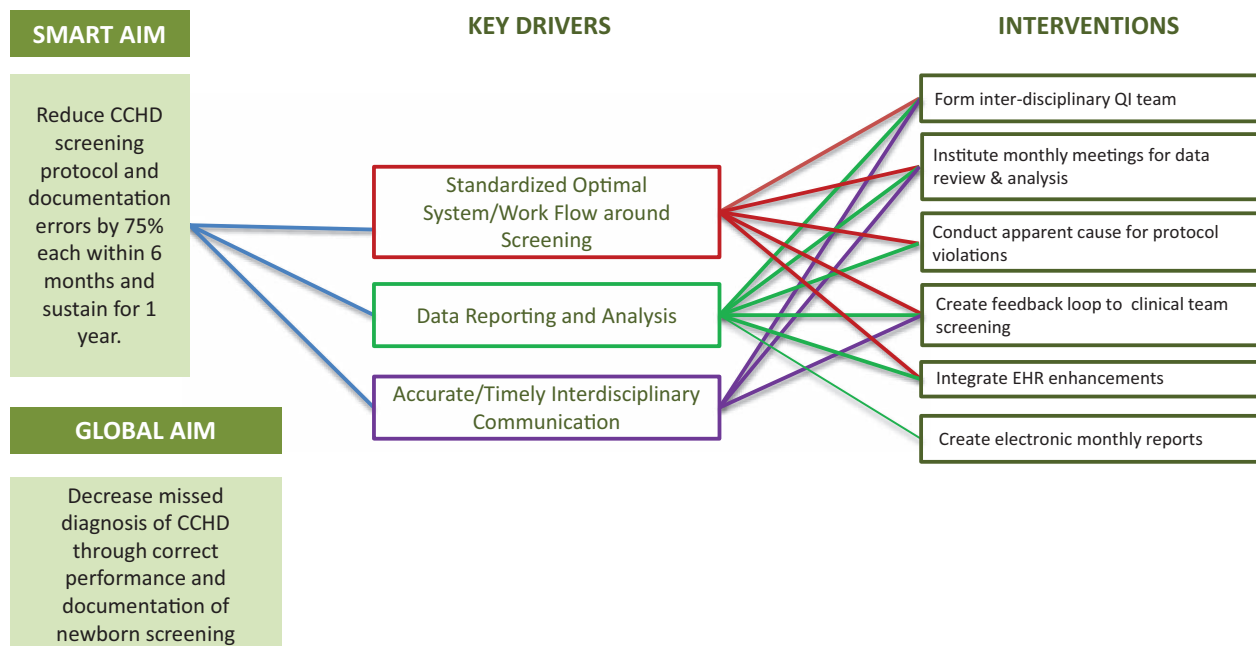 SMART AIM
Reduce CCHD
screening
protocol and
documentation
errors by 75%
each within 6
months and
sustain for 1
year.
GLOBAL AIM
Decrease missed
diagnosis of CCHD
through correct
performance and
documentation of
newborn screening
KEY DRIVERS
Standardized Optimal
System/Work Flow around
Screening
Data Reporting and Analysis
Accurate/Timely Interdisciplinary
Communication
INTERVENTIONS
Form inter-disciplinary QI team
Institute monthly meetings for data
review & analysis
Conduct apparent cause for protocol
violations
Create feedback loop to clinical team
screening
Integrate EHR enhancements
Create electronic monthly reports